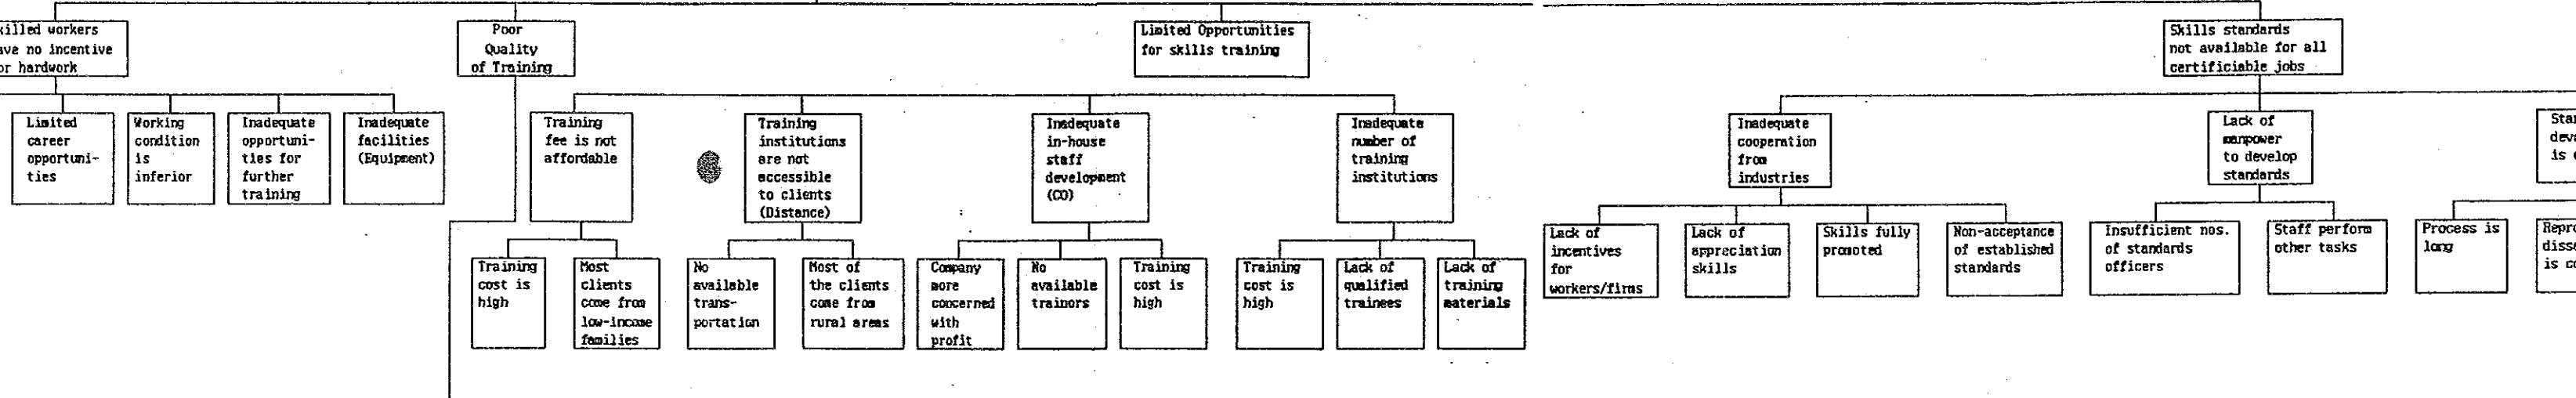 killed workers
ave no incentive
or hardwork
Poor
Quality
of Training
Limited Opportunities
for skills training
Skills standards
not available for all
certificiable jobs
Limited
career
opportuni-
ties
Working
condition
is
inferior
Inadequate
opportuni-
ties for
further
training
Inadequate
facilities
(Equipment)
Training
fee is not
affordable
Training
institutions
are not
accessible
to clients
(Distance)
Inadequate
in-house
staff
development
(CO)
Inadequate
number of
training
institutions
Inadequate
cooperation
from
industries
Lack of
manpower
to develop
standards
Stan
deve
is
Training
cost is
high
Most
clients
come from
low-income
families
No
available
trans-
portation
Most of
the clients
come from
rural areas
Company
more
concerned
with
profit
No
available
trainors
Training
cost is
high
Training
cost is
high
Lack of
qualified
trainees
Lack of
training
materials
Lack of
incentives
for
workers/firms
Lack of
appreciation
skills
Skills fully
promoted
Non-acceptance
of established
standards
Insufficient nos.
of standards
officers
Staff perform
other tasks
Process is
long
Repro
disse
is co